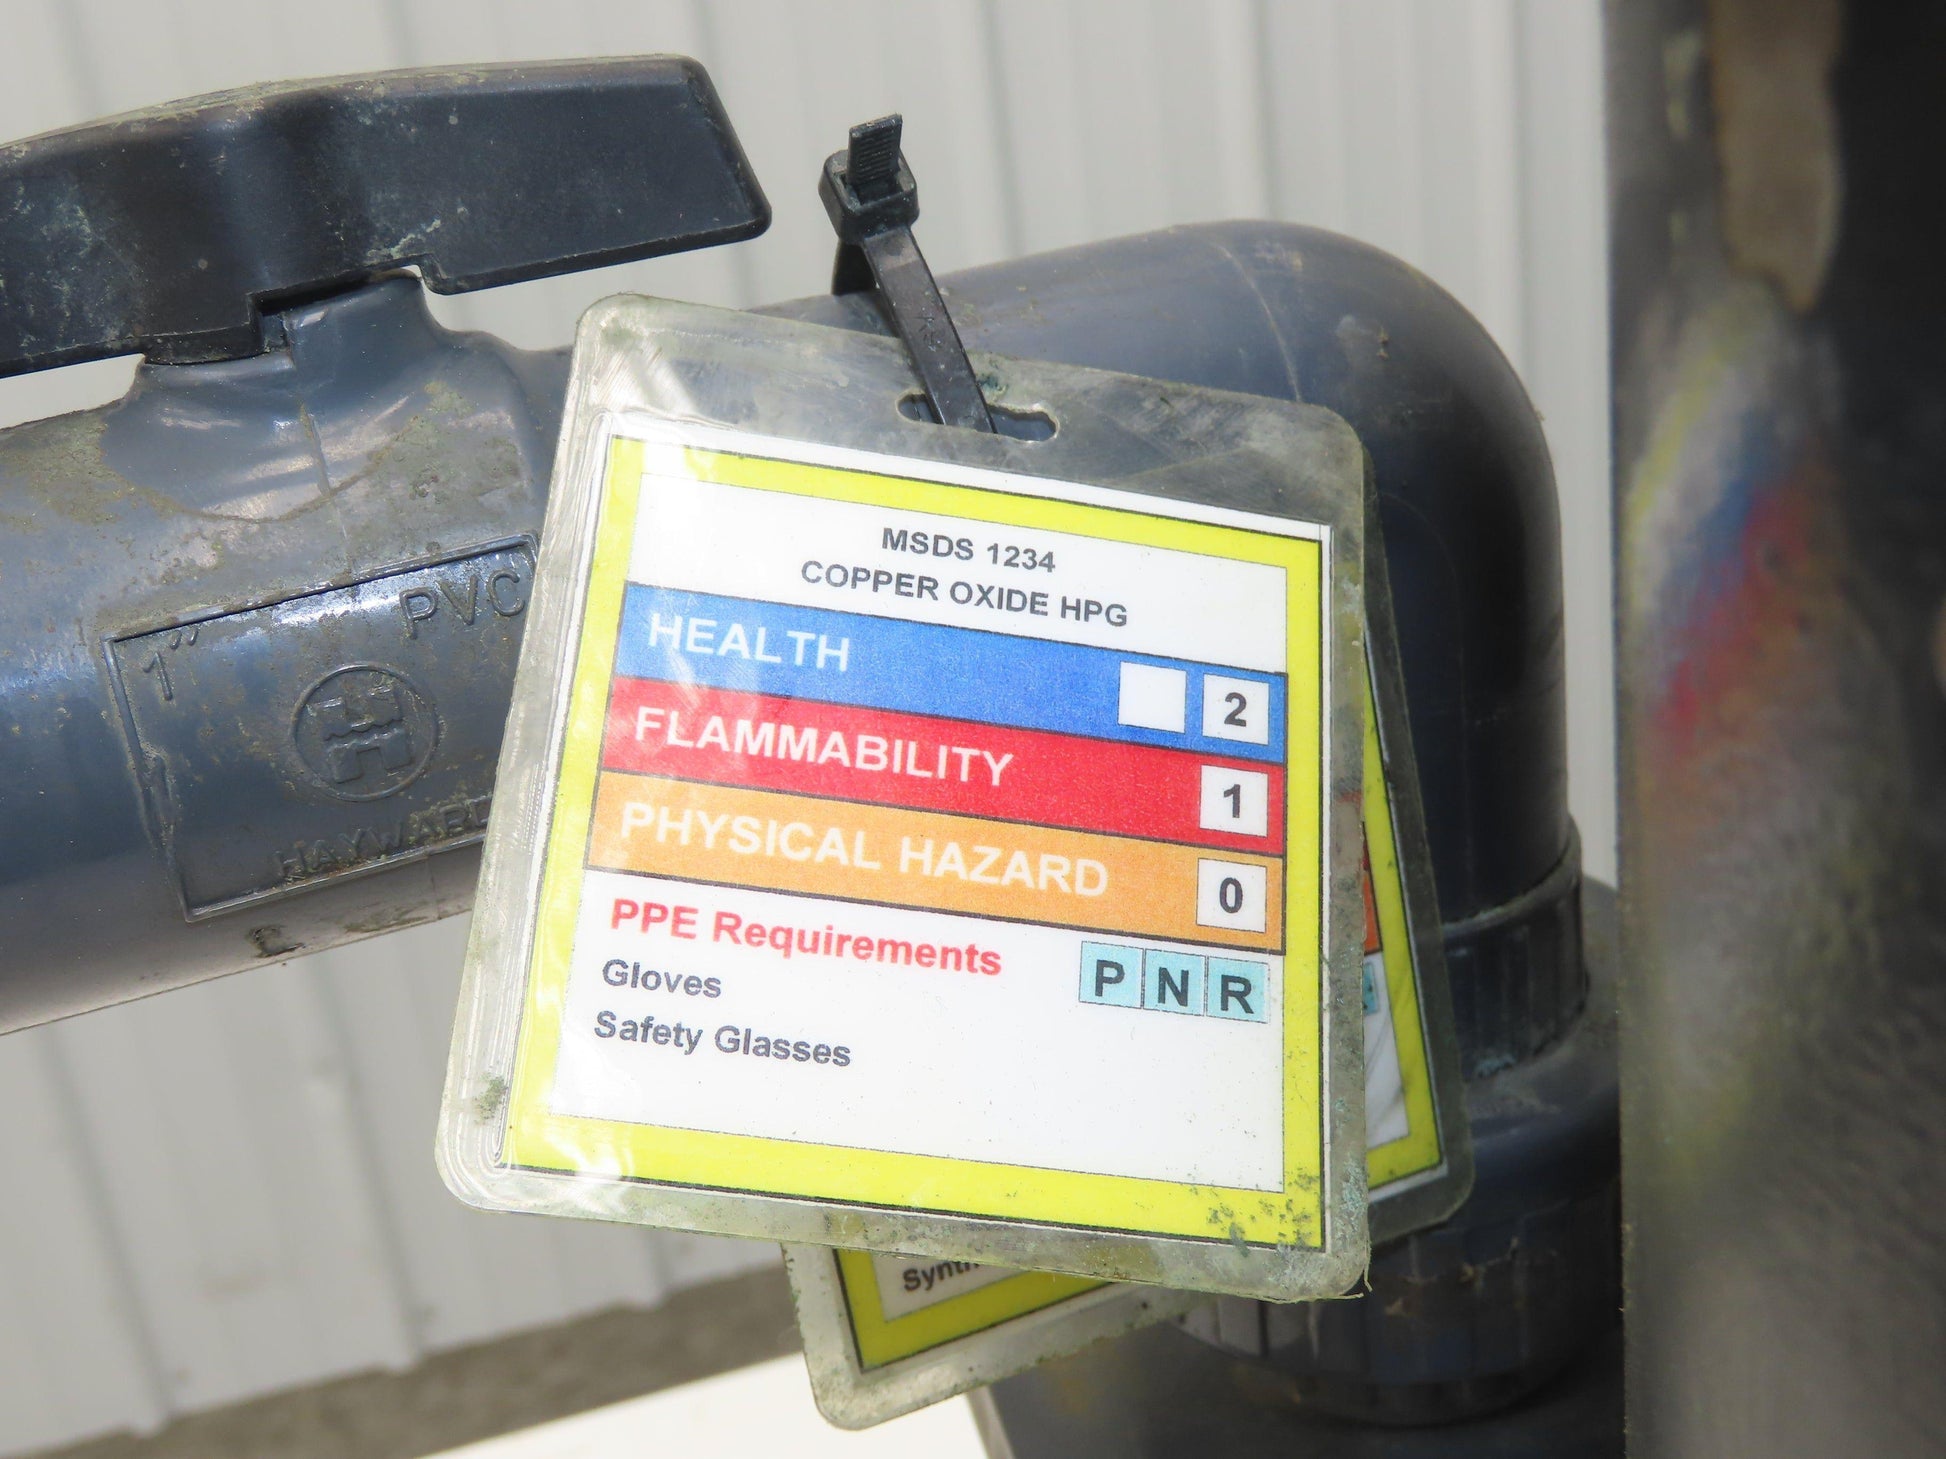 MSDS 1234
COPPER OXIDE HPG
HEALTH 2
FLAMMABILITY 1
PHYSICAL HAZARD 0
PPE Requirements P N R
Gloves
Safety Glasses
1" PVC
HAYWARD